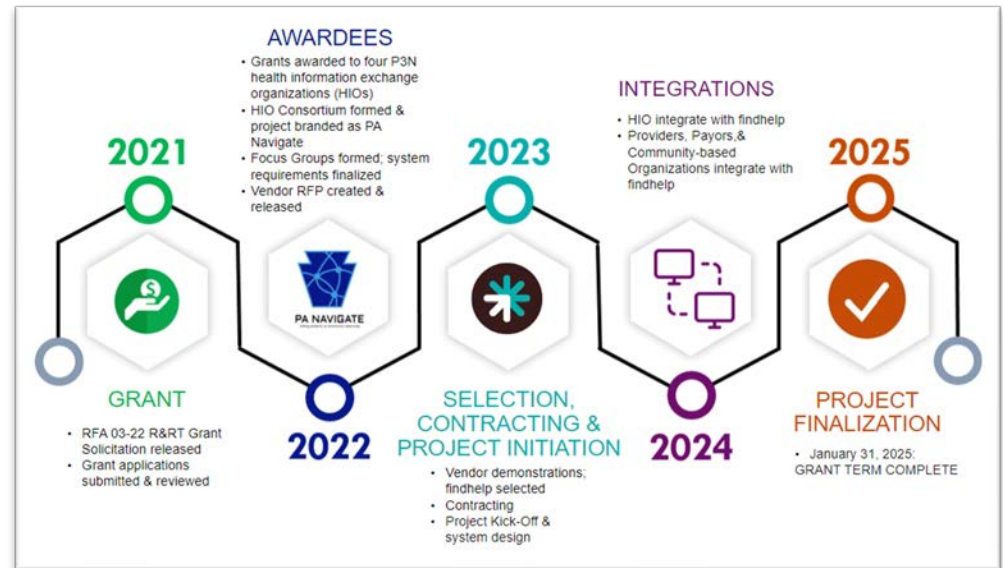 AWARDEES
• Grants awarded to four P3N
health information exchange
organizations (HIOs)
• HIO Consortium formed &
project branded as PA
Navigate
• Focus Groups formed; system
requirements finalized
• Vendor RFP created &
released
INTEGRATIONS
• HIO integrate with findhelp
• Providers, Payors,&
Community-based
Organizations integrate with
findhelp
2021
2023
2025
PA NAVIGATE
GRANT
• RFA 03-22 R&RT Grant
Solicitation released
• Grant applications
submitted & reviewed
2022
SELECTION,
CONTRACTING &
PROJECT INITIATION
• Vendor demonstrations;
findhelp selected
• Contracting
• Project Kick-Off &
system design
2024
PROJECT
FINALIZATION
• January 31, 2025:
GRANT TERM COMPLETE